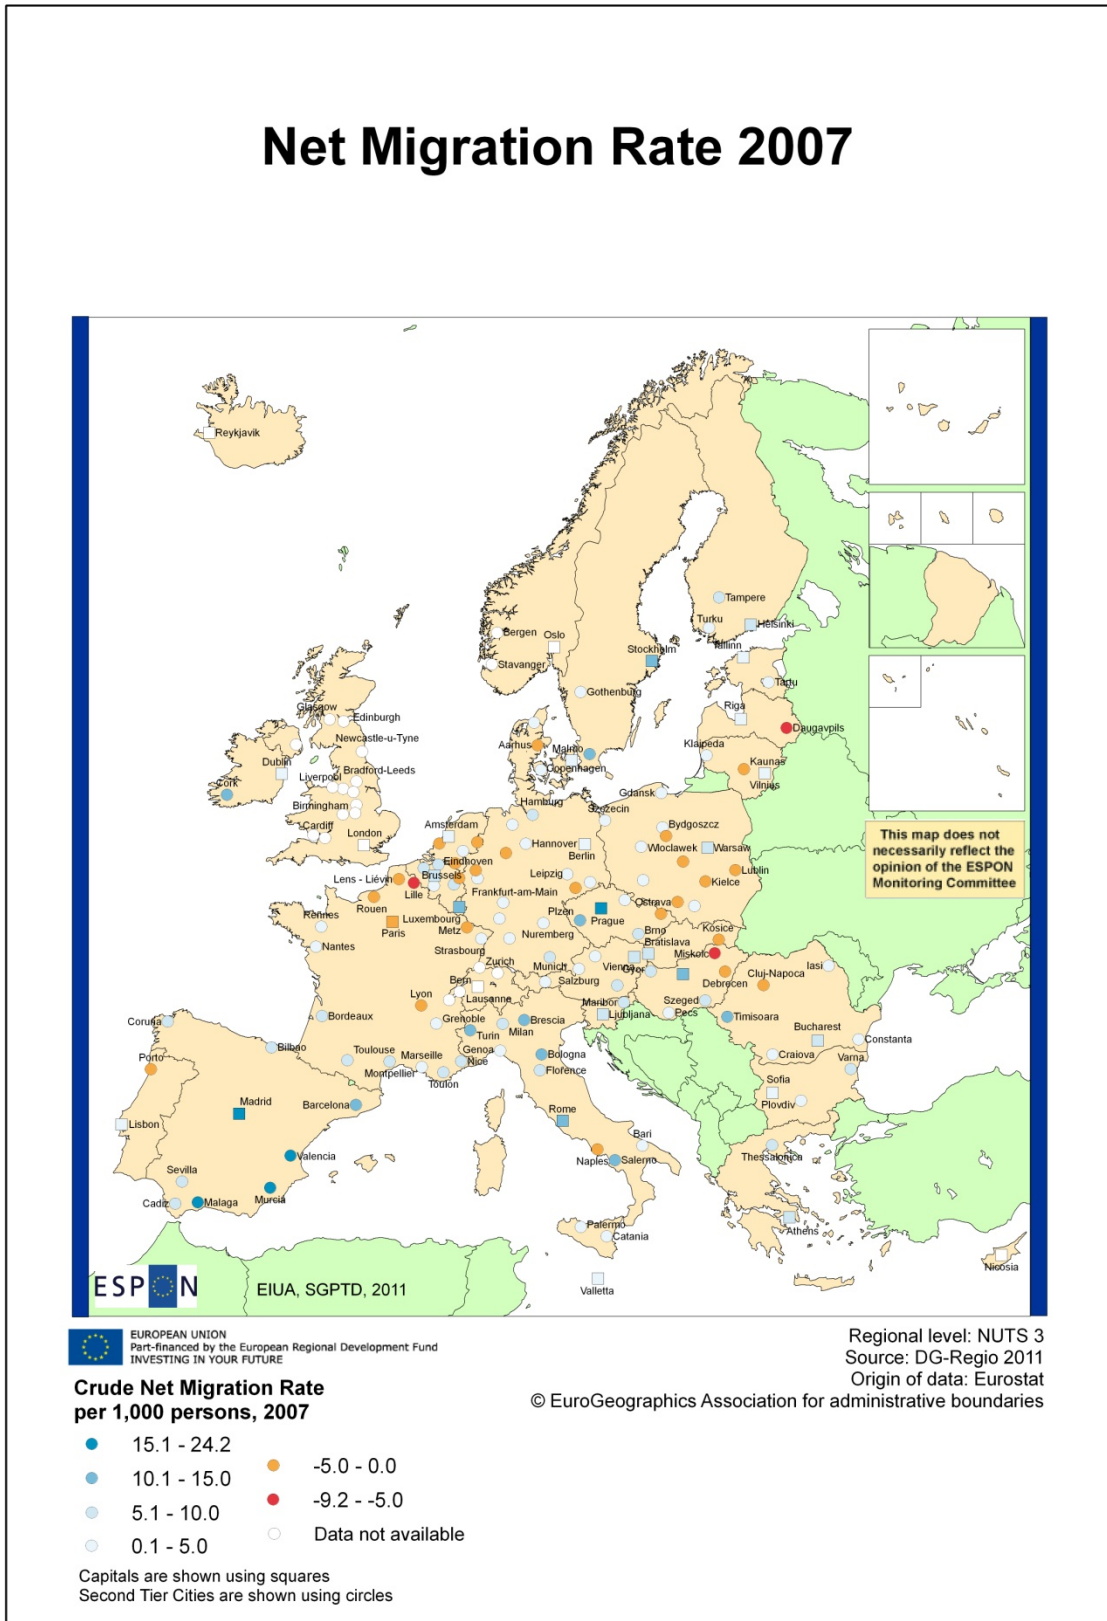 Net Migration Rate 2007
Reykjavik
Tampere
Turku
Helsinki
Bergen
Oslo
Stockholm
Tallinn
Stavanger
Tartu
Gothenburg
Riga
Glasgow
Edinburgh
Daugavpils
Newcastle-u-Tyne
Aarhus
Malmo
Klaipeda
Kaunas
Dublin
Copenhagen
Bradford-Leeds
Liverpool
Vilnius
Cork
Gdansk
Birmingham
Hamburg
Szczecin
Cardiff
Amsterdam
Bydgoszcz
London
Hannover
Berlin
Wloclawek
Warsaw
Eindhoven
Brussels
Leipzig
Lublin
Lens - Liévin
Kielce
Lille
Frankfurt-am-Main
Rouen
Ostrava
Rennes
Luxembourg
Plzen
Prague
Paris
Metz
Nuremberg
Brno
Kosice
Nantes
Strasbourg
Bratislava
Miskolc
Zurich
Munich
Vienna
Gyor
Iasi
Bern
Salzburg
Debrecen
Cluj-Napoca
Lyon
Lausanne
Maribor
Szeged
Bordeaux
Grenoble
Ljubljana
Pecs
Timisoara
Coruna
Brescia
Turin
Milan
Bucharest
Constanta
Bilbao
Genoa
Bologna
Craiova
Varna
Porto
Toulouse
Marseille
Nice
Florence
Montpellier
Toulon
Sofia
Madrid
Barcelona
Rome
Plovdiv
Lisbon
Bari
Valencia
Naples
Salerno
Thessalonica
Sevilla
Cadiz
Malaga
Murcia
Palermo
Catania
Athens
Nicosia
Valletta
This map does not
necessarily reflect the
opinion of the ESPON
Monitoring Committee
ESPON
EIUA, SGPTD, 2011
EUROPEAN UNION
Part-financed by the European Regional Development Fund
INVESTING IN YOUR FUTURE
Regional level: NUTS 3
Source: DG-Regio 2011
Origin of data: Eurostat
© EuroGeographics Association for administrative boundaries
Crude Net Migration Rate
per 1,000 persons, 2007
15.1 - 24.2
10.1 - 15.0
5.1 - 10.0
0.1 - 5.0
-5.0 - 0.0
-9.2 - -5.0
Data not available
Capitals are shown using squares
Second Tier Cities are shown using circles